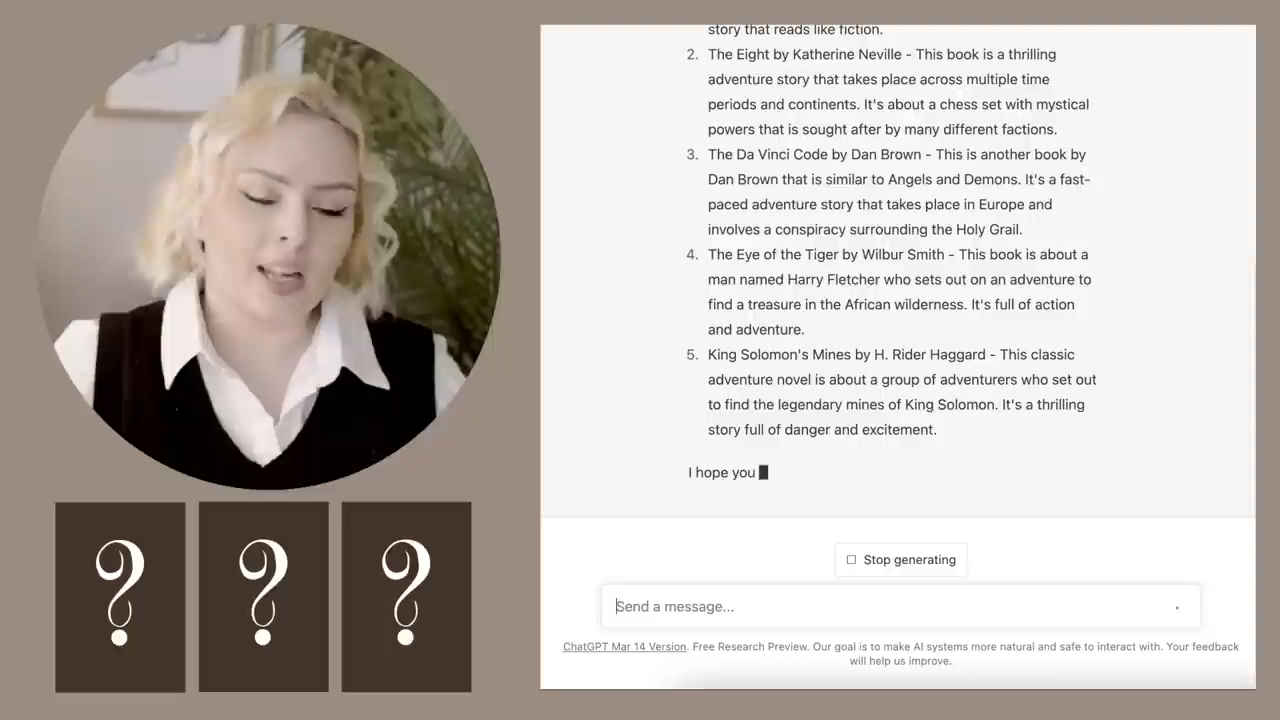 story that reads like fiction.
2. The Eight by Katherine Neville - This book is a thrilling
adventure story that takes place across multiple time
periods and continents. It's about a chess set with mystical
powers that is sought after by many different factions.
3. The Da Vinci Code by Dan Brown - This is another book by
Dan Brown that is similar to Angels and Demons. It's a fast-
paced adventure story that takes place in Europe and
involves a conspiracy surrounding the Holy Grail.
4. The Eye of the Tiger by Wilbur Smith - This book is about a
man named Harry Fletcher who sets out on an adventure to
find a treasure in the African wilderness. It's full of action
and adventure.
5. King Solomon's Mines by H. Rider Haggard - This classic
adventure novel is about a group of adventurers who set out
to find the legendary mines of King Solomon. It's a thrilling
story full of danger and excitement.
I hope you
? ? ?
Stop generating
Send a message...
ChatGPT Mar 14 Version. Free Research Preview. Our goal is to make AI systems more natural and safe to interact with. Your feedback
will help us improve.